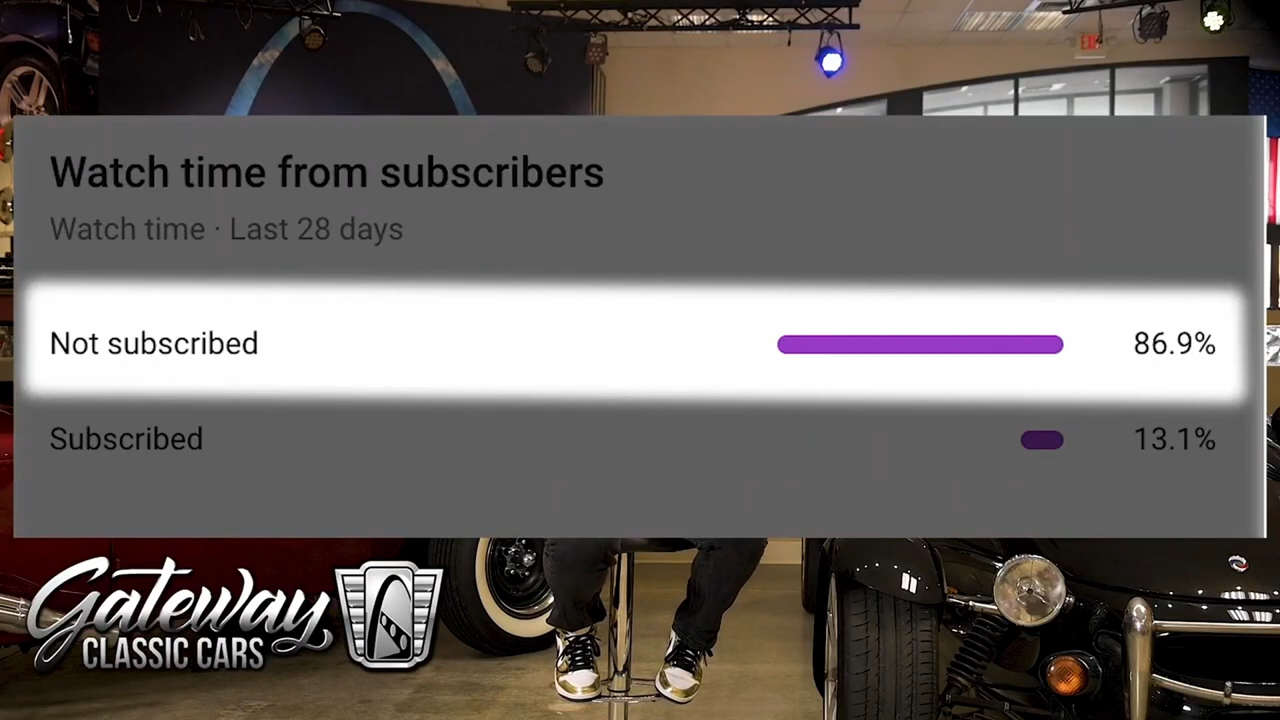 EXIT
Watch time from subscribers
Watch time · Last 28 days
Not subscribed 86.9%
Subscribed 13.1%
Gateway
CLASSIC CARS